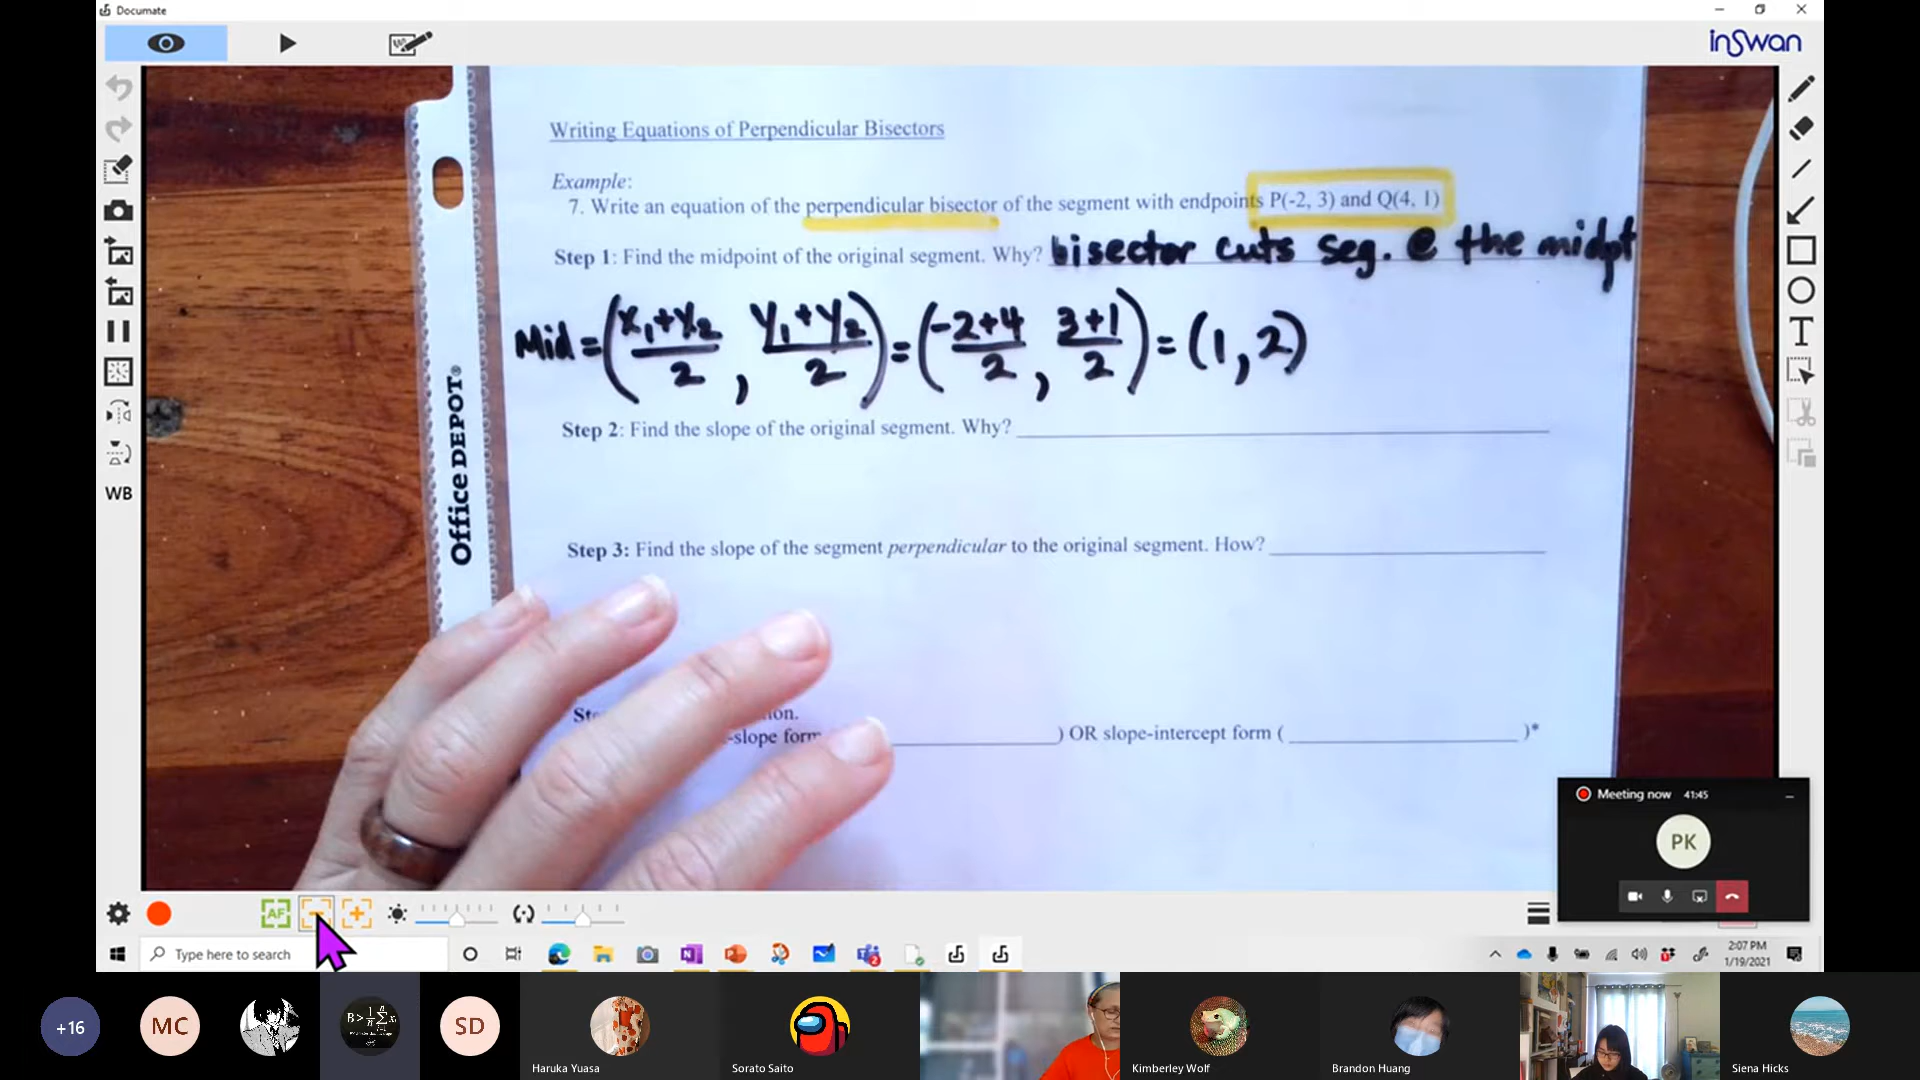 Documate
inswan
Writing Equations of Perpendicular Bisectors
Example:
7. Write an equation of the perpendicular bisector of the segment with endpoints P(-2, 3) and Q(4, 1)
Step 1: Find the midpoint of the original segment. Why? bisector cuts seg. @ the midpt
Mid = (x₁+x₂/2, y₁+y₂/2) = (-2+4/2, 3+1/2) = (1, 2)
Step 2: Find the slope of the original segment. Why?
Step 3: Find the slope of the segment perpendicular to the original segment. How?
-slope form ) OR slope-intercept form ( )*
Office DEPOT®
WB
T
Meeting now 41:45
PK
AF
Type here to search
2:07 PM
1/19/2021
+16
MC
SD
Haruka Yuasa
Sorato Saito
Kimberley Wolf
Brandon Huang
Siena Hicks